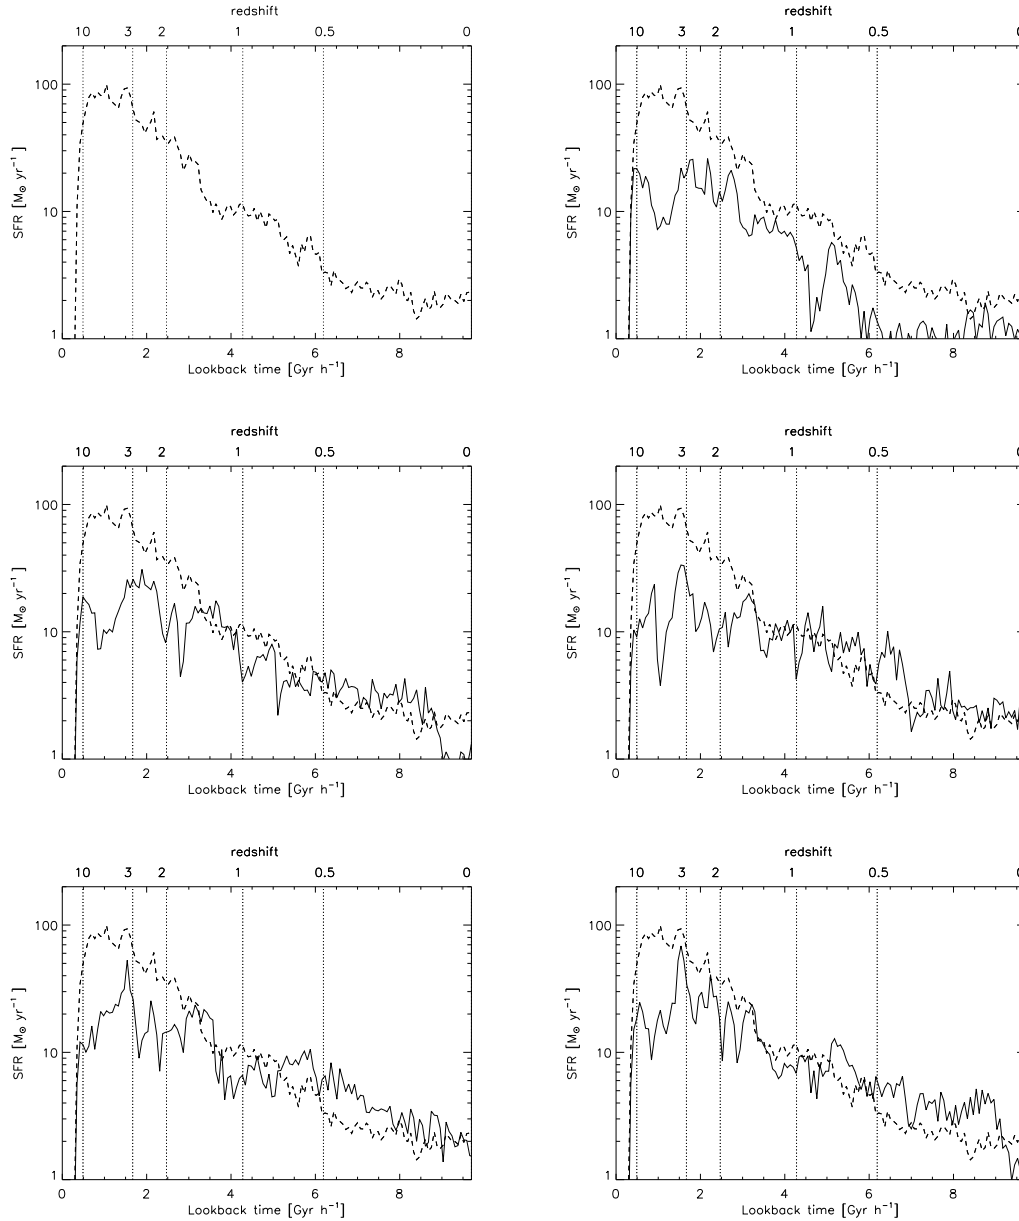 redshift redshift
10 3 2 1 0.5 0 10 3 2 1 0.5 0
100 100
SFR [M⊙ yr⁻¹] SFR [M⊙ yr⁻¹]
10 10
1 1
0 2 4 6 8 0 2 4 6 8
Lookback time [Gyr h⁻¹] Lookback time [Gyr h⁻¹]
redshift redshift
10 3 2 1 0.5 0 10 3 2 1 0.5 0
100 100
SFR [M⊙ yr⁻¹] SFR [M⊙ yr⁻¹]
10 10
1 1
0 2 4 6 8 0 2 4 6 8
Lookback time [Gyr h⁻¹] Lookback time [Gyr h⁻¹]
redshift redshift
10 3 2 1 0.5 0 10 3 2 1 0.5 0
100 100
SFR [M⊙ yr⁻¹] SFR [M⊙ yr⁻¹]
10 10
1 1
0 2 4 6 8 0 2 4 6 8
Lookback time [Gyr h⁻¹] Lookback time [Gyr h⁻¹]